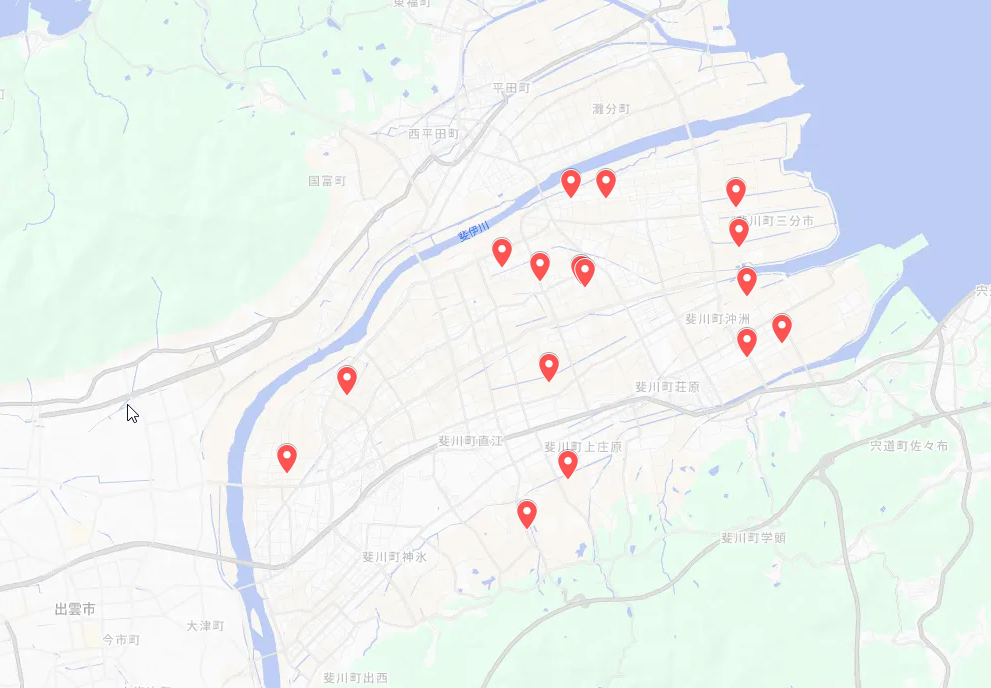 東福町
平田町
灘分町
西平田町
国富町
斐川町三分市
斐伊川
斐川町沖洲
斐川町荘原
斐川町直江
斐川町上庄原
宍道町佐々布
斐川町学頭
斐川町神氷
出雲市
大津町
今市町
斐川町出西